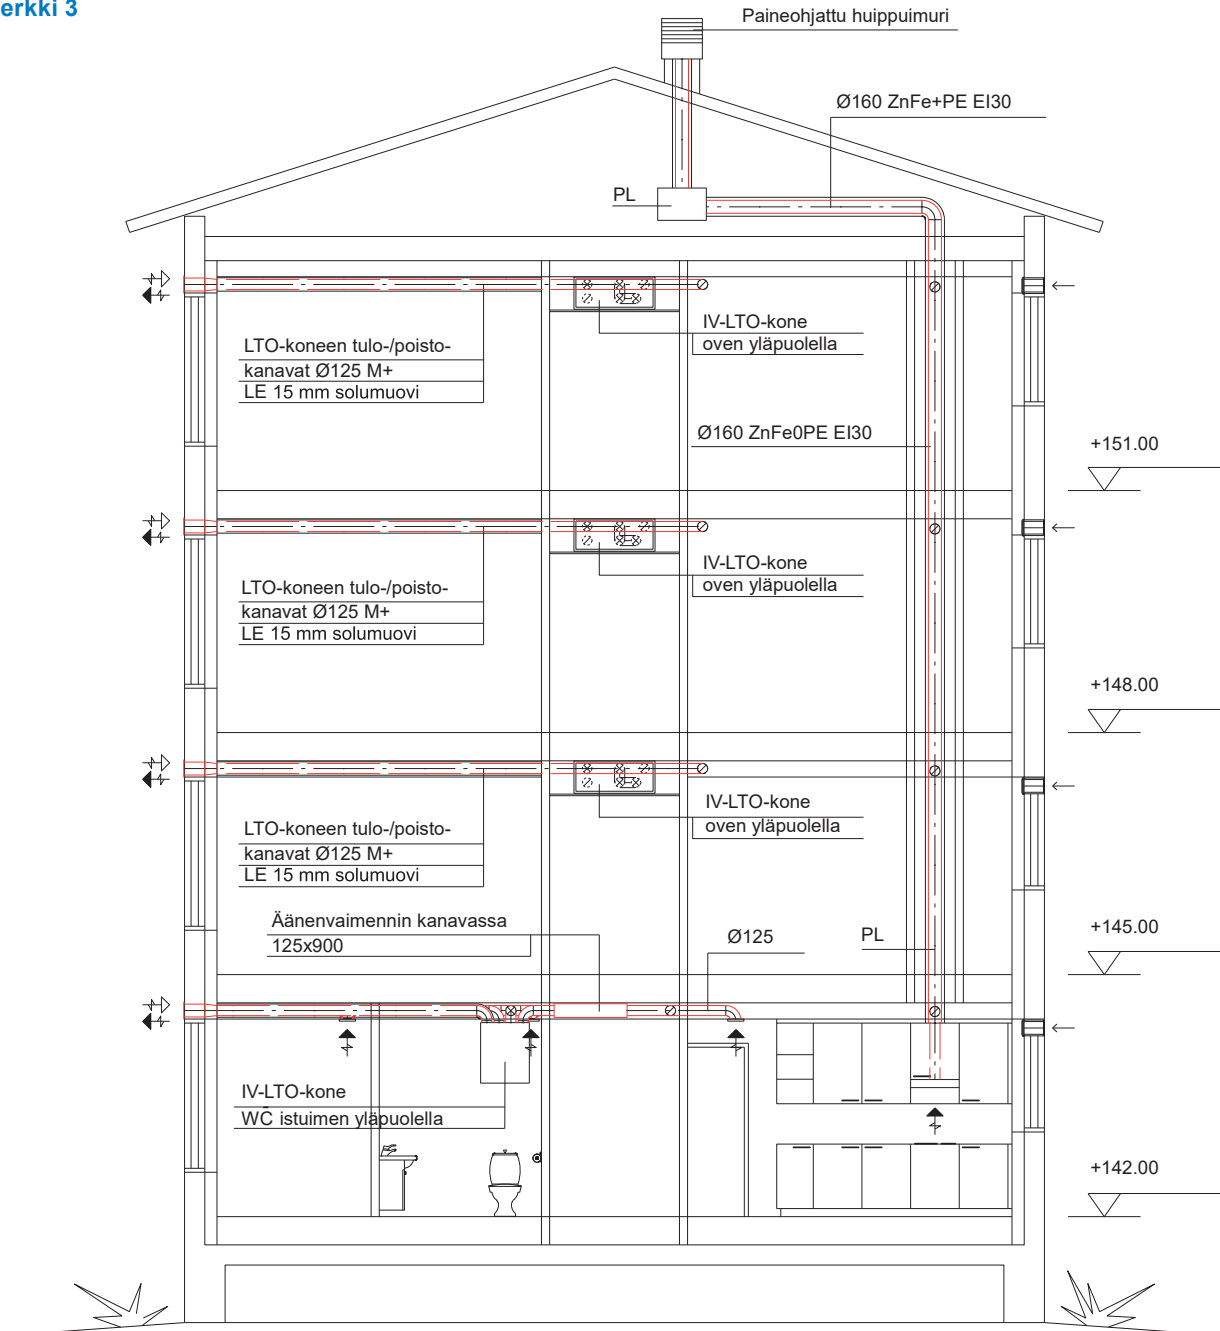 erkki 3
Paineohjattu huippuimuri
Ø160 ZnFe+PE EI30
PL
IV-LTO-kone
oven yläpuolella
LTO-koneen tulo-/poisto-
kanavat Ø125 M+
LE 15 mm solumuovi
Ø160 ZnFe0PE EI30
+151.00
IV-LTO-kone
oven yläpuolella
LTO-koneen tulo-/poisto-
kanavat Ø125 M+
LE 15 mm solumuovi
+148.00
IV-LTO-kone
oven yläpuolella
LTO-koneen tulo-/poisto-
kanavat Ø125 M+
LE 15 mm solumuovi
Äänenvaimennin kanavassa
125x900
Ø125
PL
+145.00
IV-LTO-kone
WC istuimen yläpuolella
+142.00